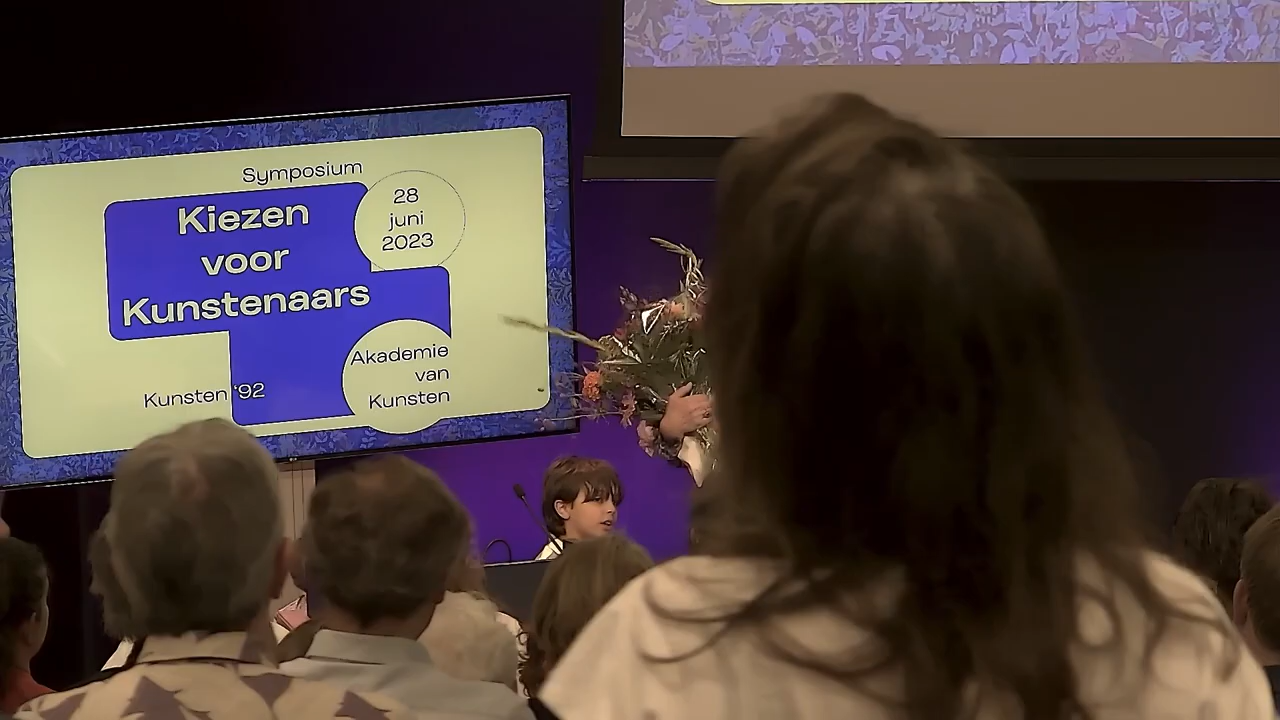 Symposium
Kiezen
voor
Kunstenaars
28
juni
2023
Akademie
van
Kunsten
Kunsten '92